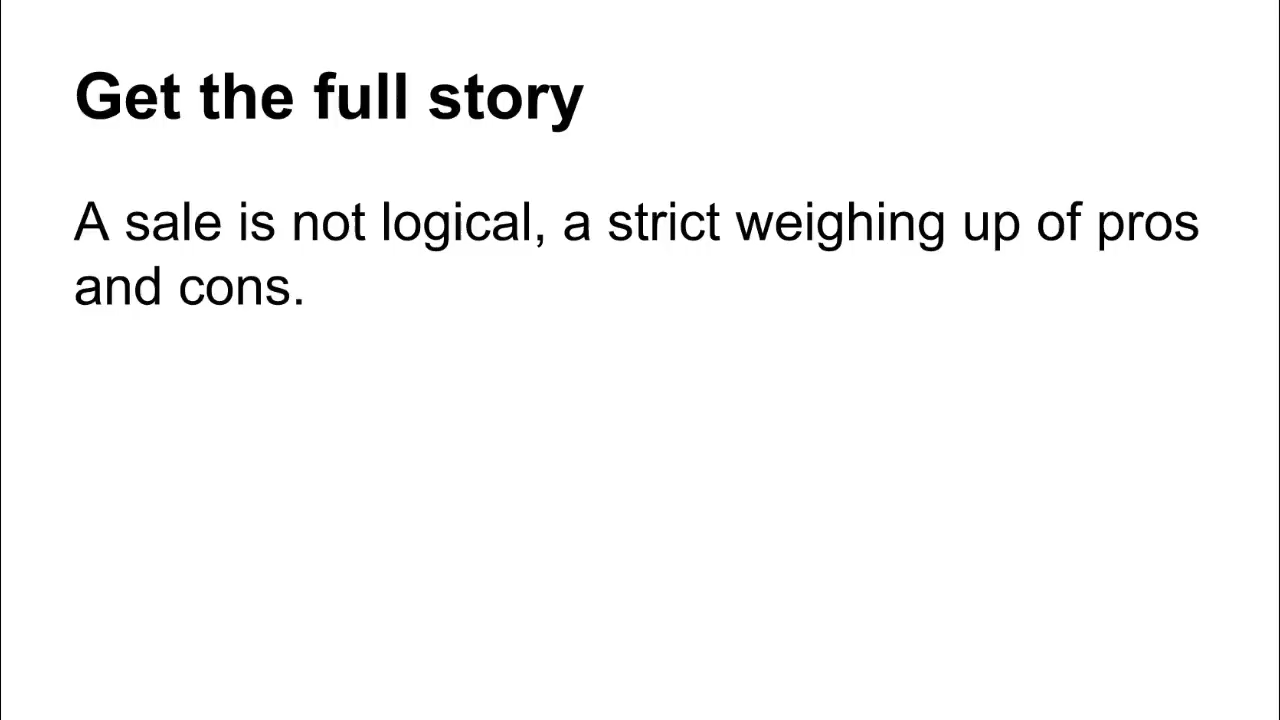 Get the full story
A sale is not logical, a strict weighing up of pros
and cons.